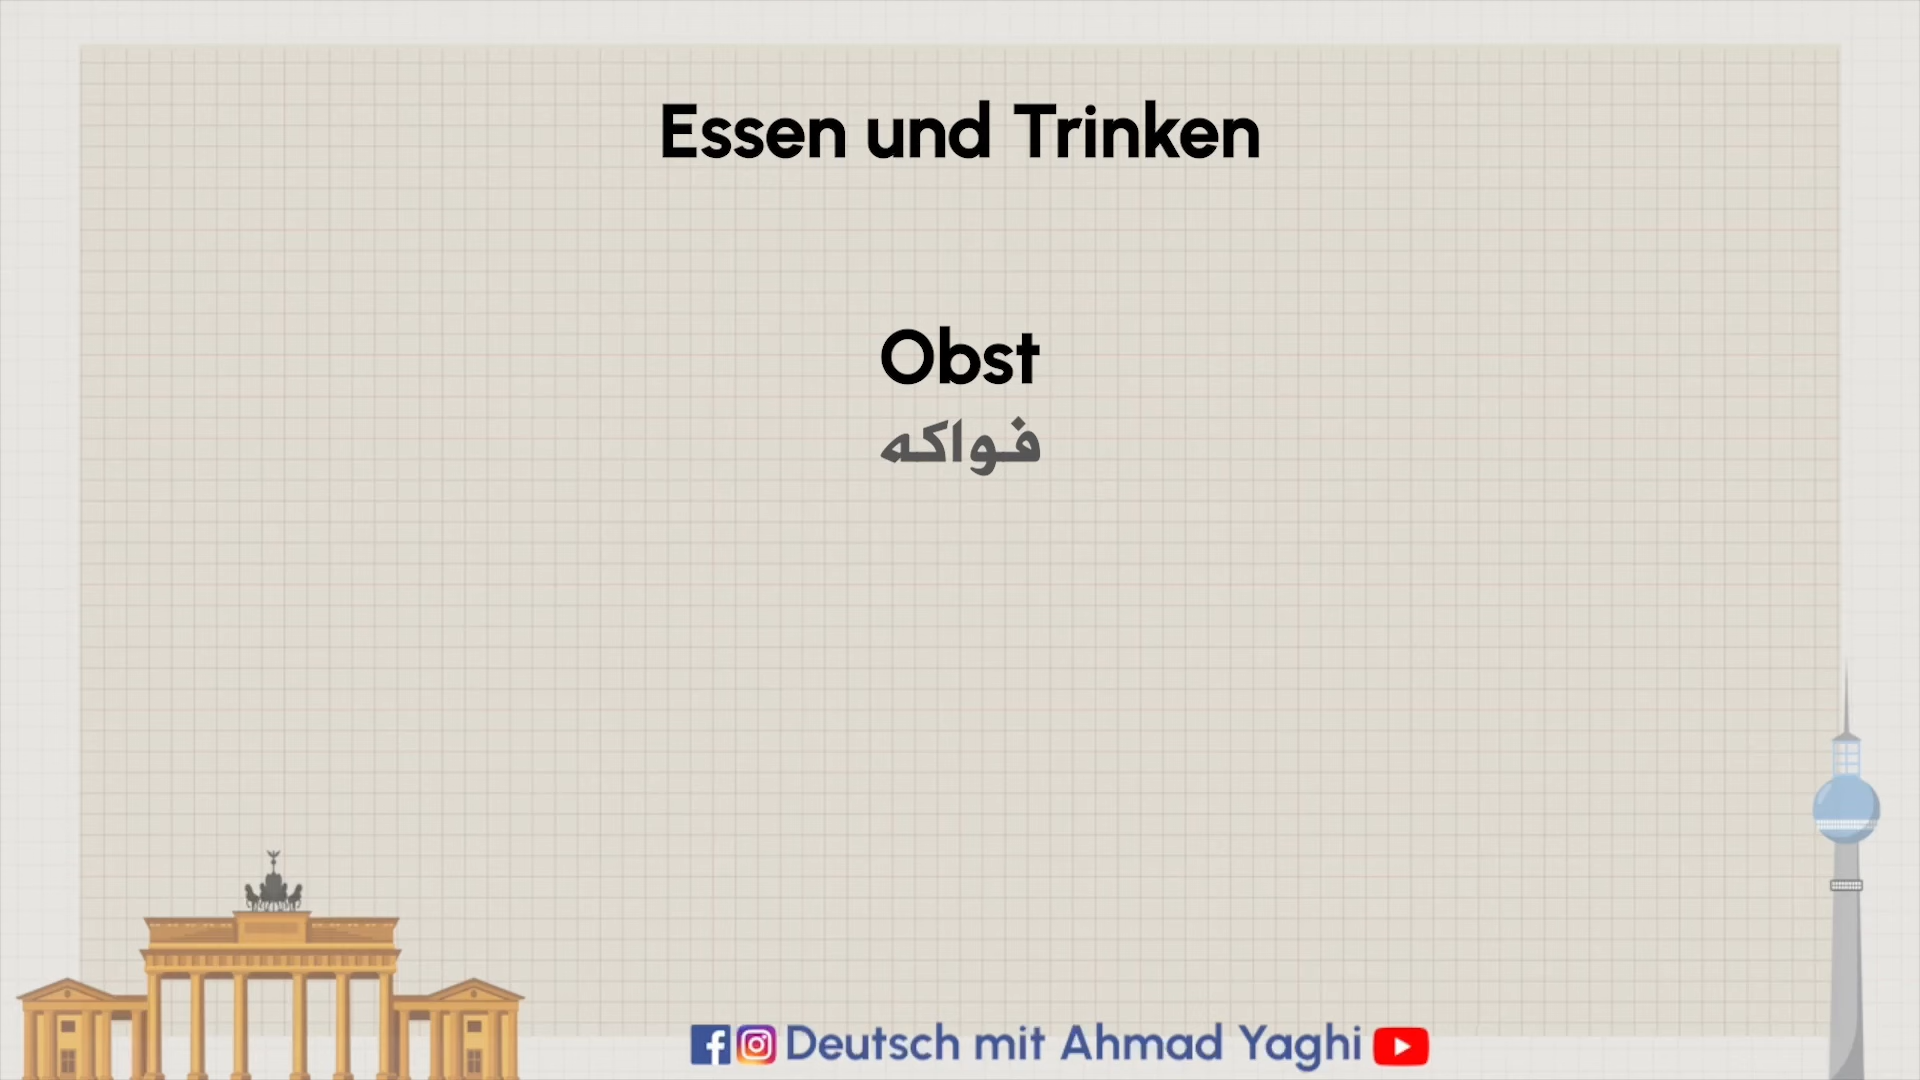 Essen und Trinken
Obst
فواكه
Deutsch mit Ahmad Yaghi